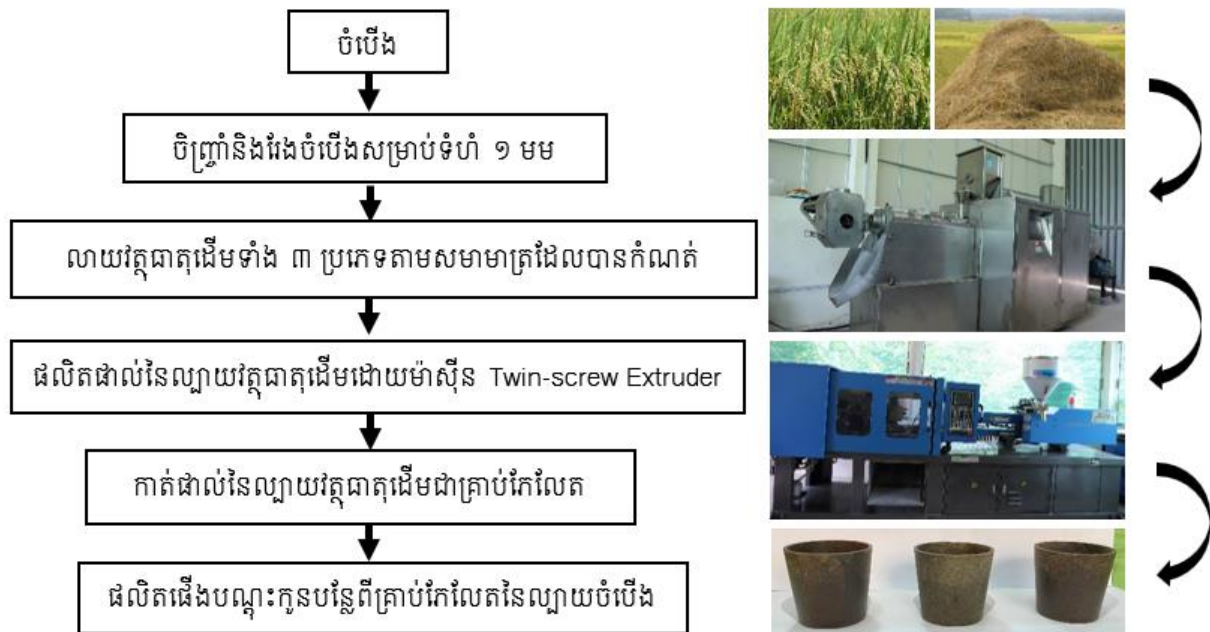 ចំបើង
ចិញ្ច្រាំនិងរែងចំបើងសម្រាប់ទំហំ ១ មម
លាយវត្ថុធាតុដើមទាំង ៣ ប្រភេទតាមសមាមាត្រដែលបានកំណត់
ផលិតផាល់នៃល្បាយវត្ថុធាតុដើមដោយម៉ាស៊ីន Twin-screw Extruder
កាត់ផាល់នៃល្បាយវត្ថុធាតុដើមជាគ្រាប់ភែលែត
ផលិតផើងបណ្តុះកូនបន្លែពីគ្រាប់ភែលែតនៃល្បាយចំបើង